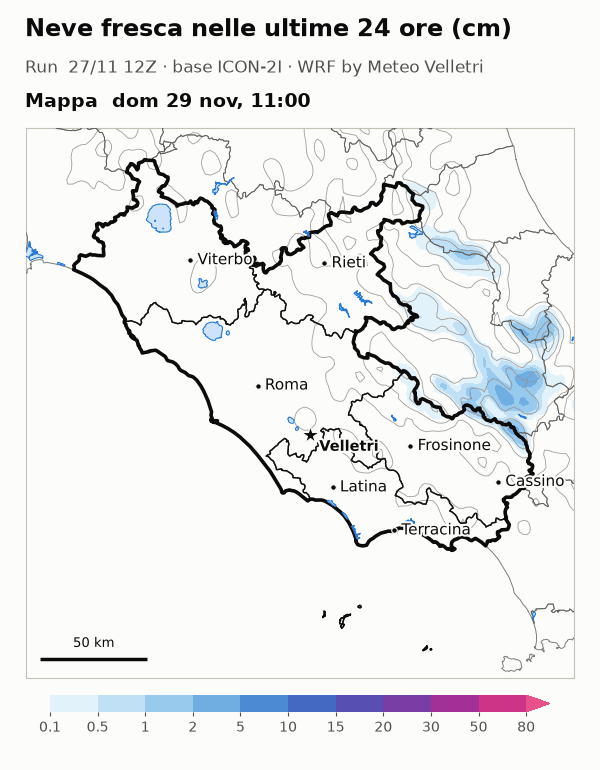 Neve fresca nelle ultime 24 ore (cm)
Run 27/11 12Z · base ICON-2I · WRF by Meteo Velletri
Mappa dom 29 nov, 11:00
Viterbo
Rieti
Roma
Velletri
Frosinone
Cassino
Latina
Terracina
50 km
0.1 0.5 1 2 5 10 15 20 30 50 80